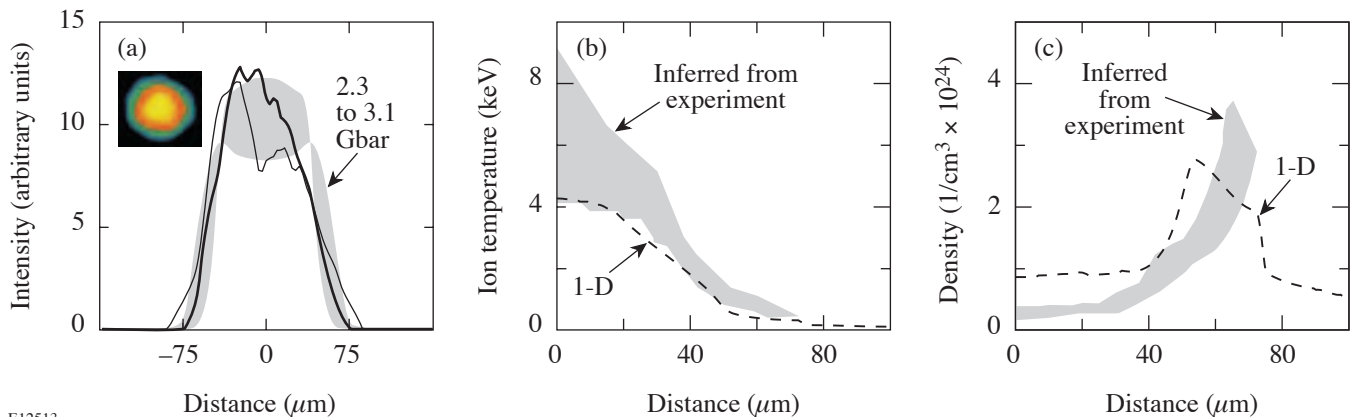 15
10
5
0
Intensity (arbitrary units)
(a)
2.3
to 3.1
Gbar
–75
0
75
Distance (μm)
8
4
0
Ion temperature (keV)
(b)
Inferred from
experiment
1-D
0
40
80
Distance (μm)
4
2
0
Density (1/cm³ × 10²⁴)
(c)
Inferred
from
experiment
1-D
0
40
80
Distance (μm)